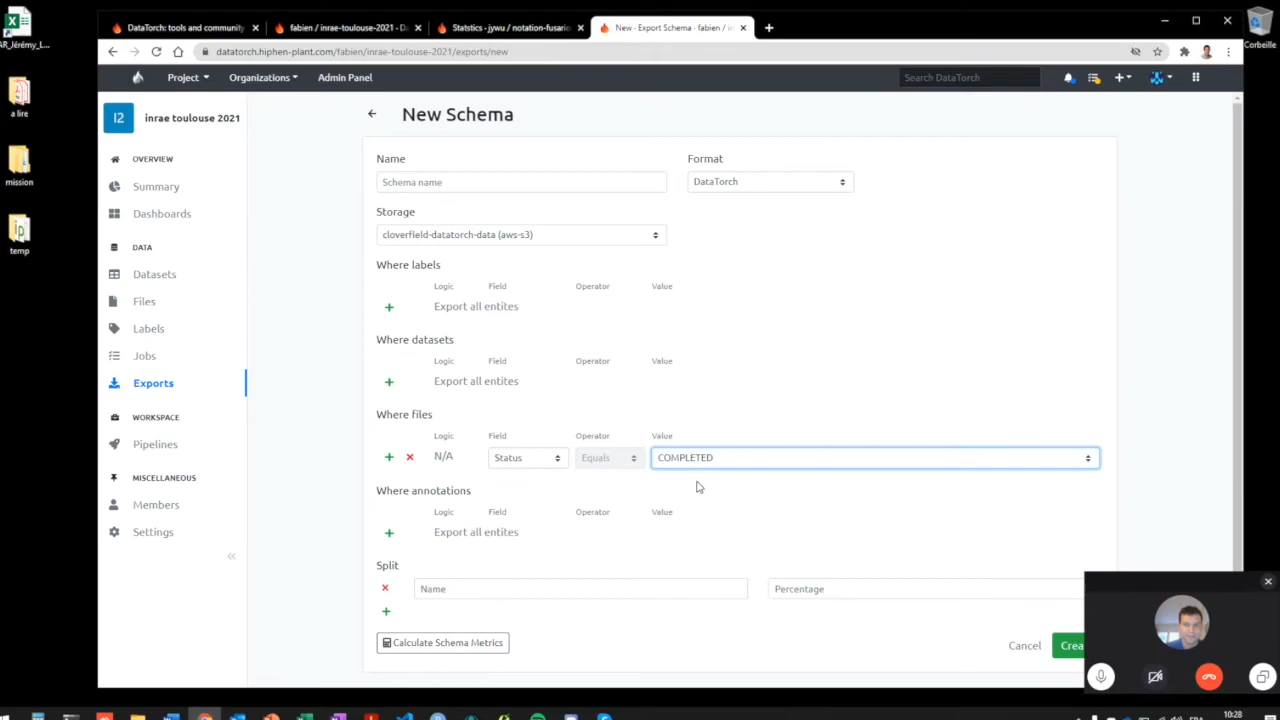 DataTorch: tools and community
fabien / inrae-toulouse-2021 - Da
Statstics - jywu / notation-fusario
New - Export Schema - fabien / in
AR_Jérémy_L...
Corbeille
datatorch.hiphen-plant.com/fabien/inrae-toulouse-2021/exports/new
Project
Organizations
Admin Panel
Search DataTorch
a lire
mission
temp
I2
inrae toulouse 2021
OVERVIEW
Summary
Dashboards
DATA
Datasets
Files
Labels
Jobs
Exports
WORKSPACE
Pipelines
MISCELLANEOUS
Members
Settings
New Schema
Name
Format
Schema name
DataTorch
Storage
cloverfield-datatorch-data (aws-s3)
Where labels
Logic Field Operator Value
Export all entites
Where datasets
Logic Field Operator Value
Export all entites
Where files
Logic Field Operator Value
N/A Status Equals COMPLETED
Where annotations
Logic Field Operator Value
Export all entites
Split
Name
Percentage
Calculate Schema Metrics
Cancel
Crea
10:28